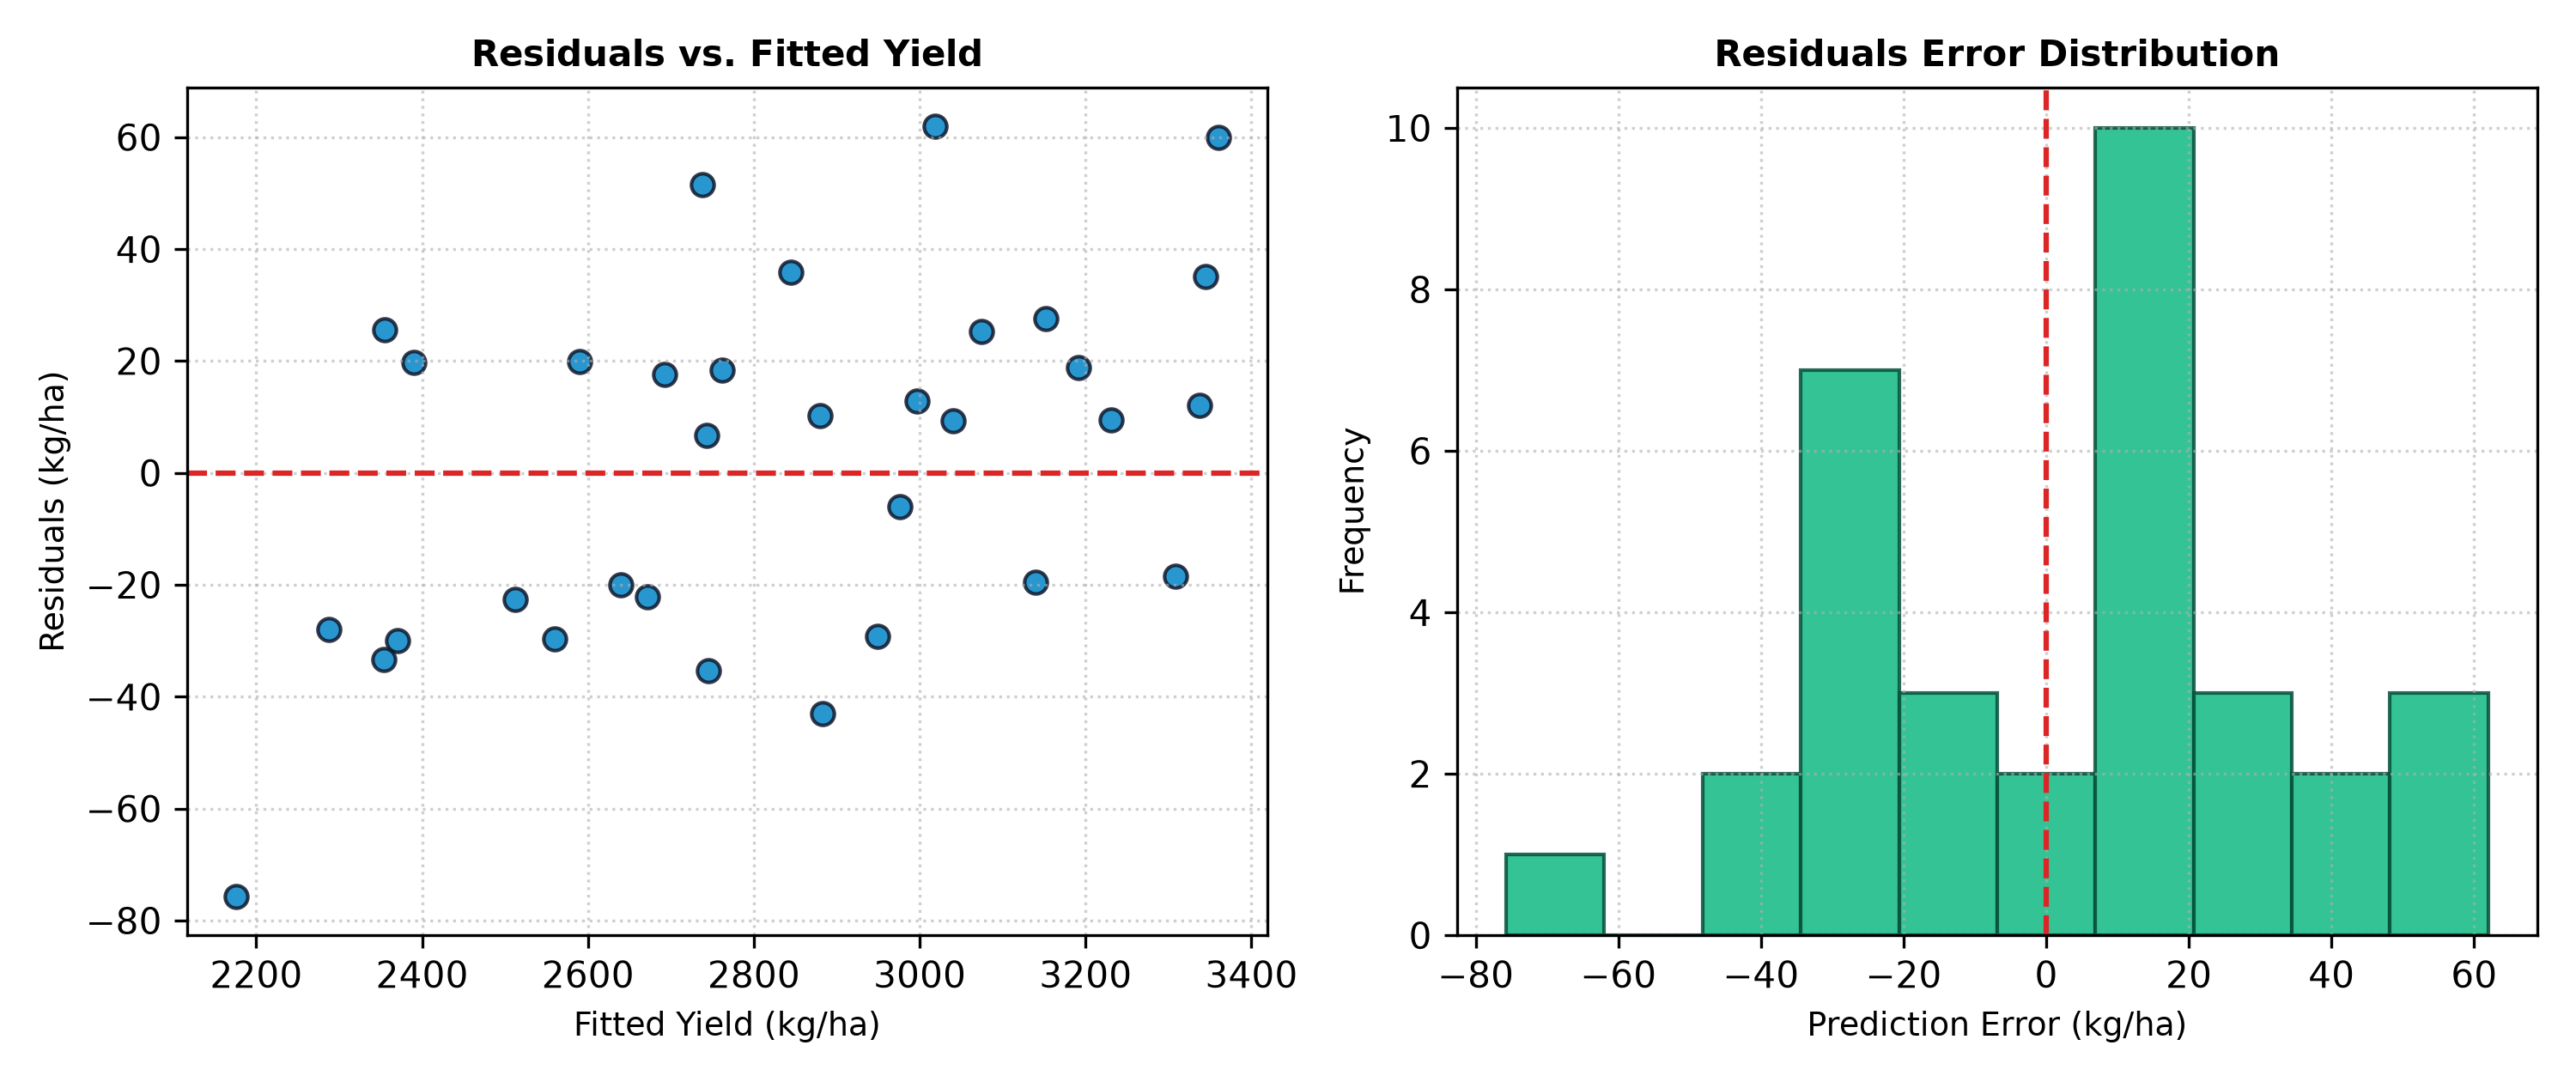 Residuals vs. Fitted Yield
60
40
20
0
−20
−40
−60
−80
Residuals (kg/ha)
2200 2400 2600 2800 3000 3200 3400
Fitted Yield (kg/ha)
Residuals Error Distribution
10
8
6
4
2
0
Frequency
−80 −60 −40 −20 0 20 40 60
Prediction Error (kg/ha)